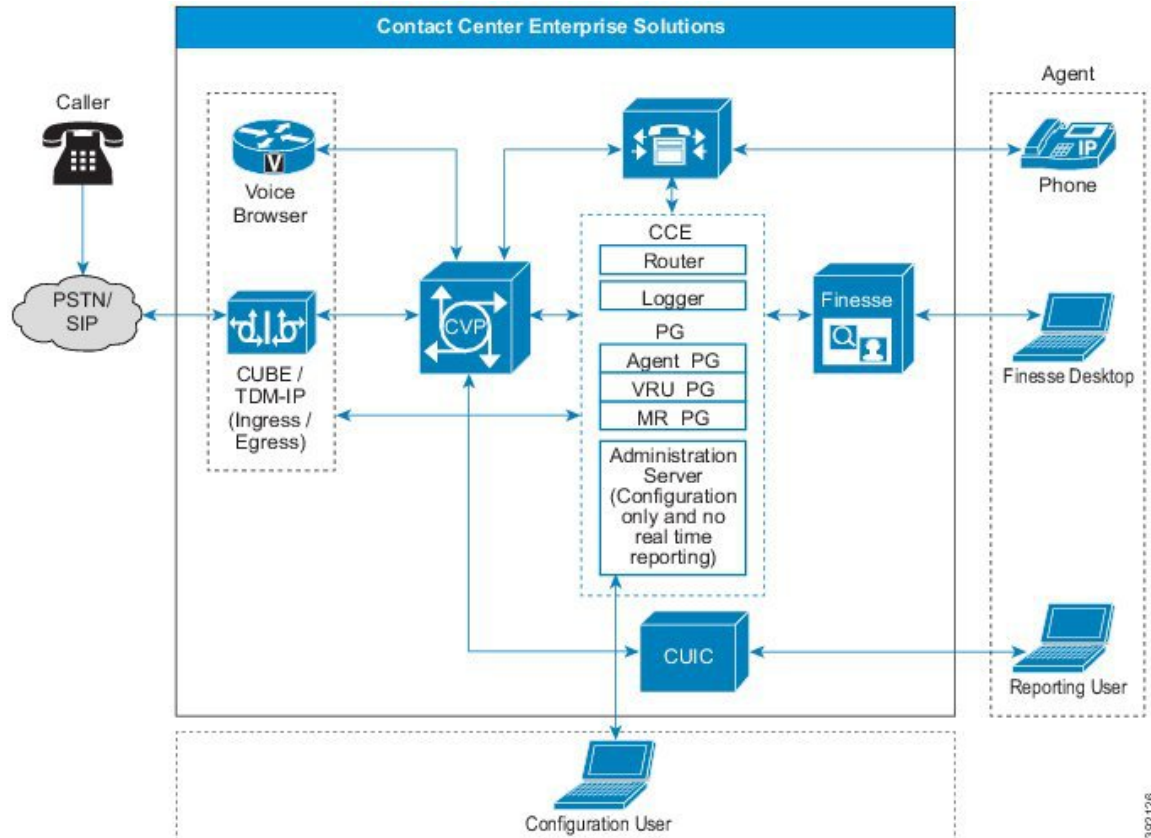 Contact Center Enterprise Solutions
Caller
Agent
V
Voice
Browser
IP
Phone
CCE
Router
Logger
PSTN/
SIP
CVP
Finesse
PG
Agent PG
VRU PG
MR PG
CUBE /
TDM-IP
(Ingress /
Egress)
Finesse Desktop
Administration
Server
(Configuration
only and no
real time
reporting)
CUIC
Reporting User
Configuration User
392126